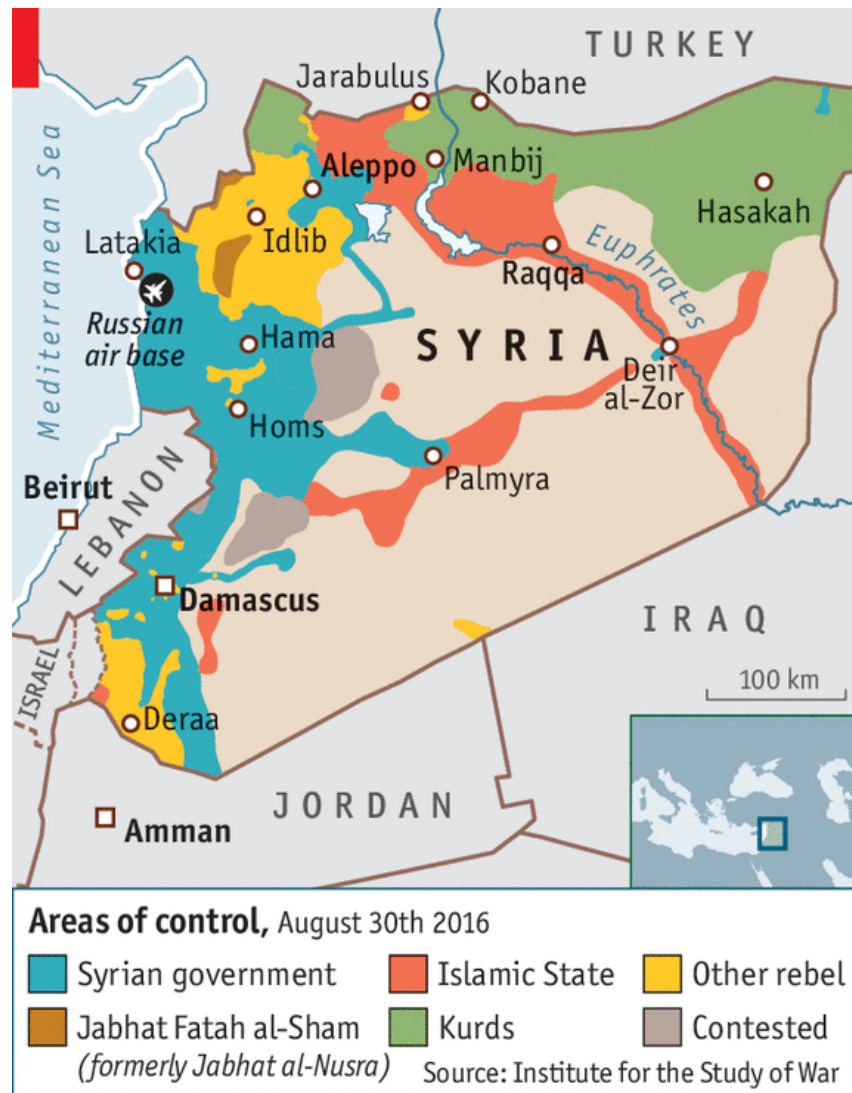 TURKEY
Jarabulus
Kobane
Mediterranean Sea
Aleppo
Manbij
Hasakah
Latakia
Idlib
Raqqa
Euphrates
Russian
air base
Hama
SYRIA
Deir
al-Zor
Homs
Palmyra
Beirut
LEBANON
Damascus
IRAQ
ISRAEL
100 km
Deraa
JORDAN
Amman
Areas of control, August 30th 2016
Syrian government
Islamic State
Other rebel
Jabhat Fatah al-Sham
(formerly Jabhat al-Nusra)
Kurds
Contested
Source: Institute for the Study of War